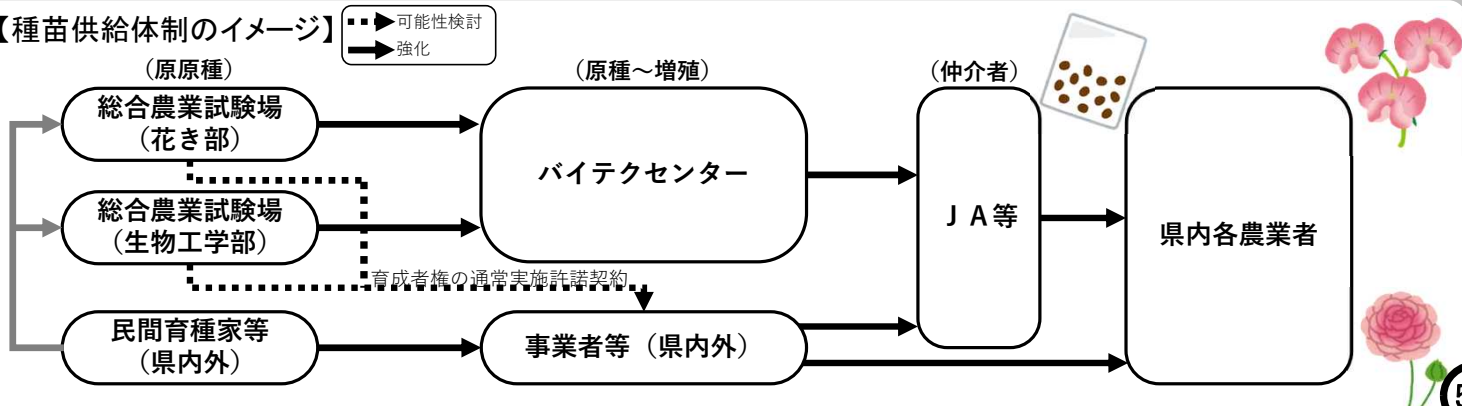 【種苗供給体制のイメージ】
可能性検討
強化
(原原種)
(原種～増殖)
(仲介者)
総合農業試験場
(花き部)
総合農業試験場
(生物工学部)
民間育種家等
(県内外)
バイテクセンター
育成者権の通常実施許諾契約
事業者等（県内外）
ＪＡ等
県内各農業者
5